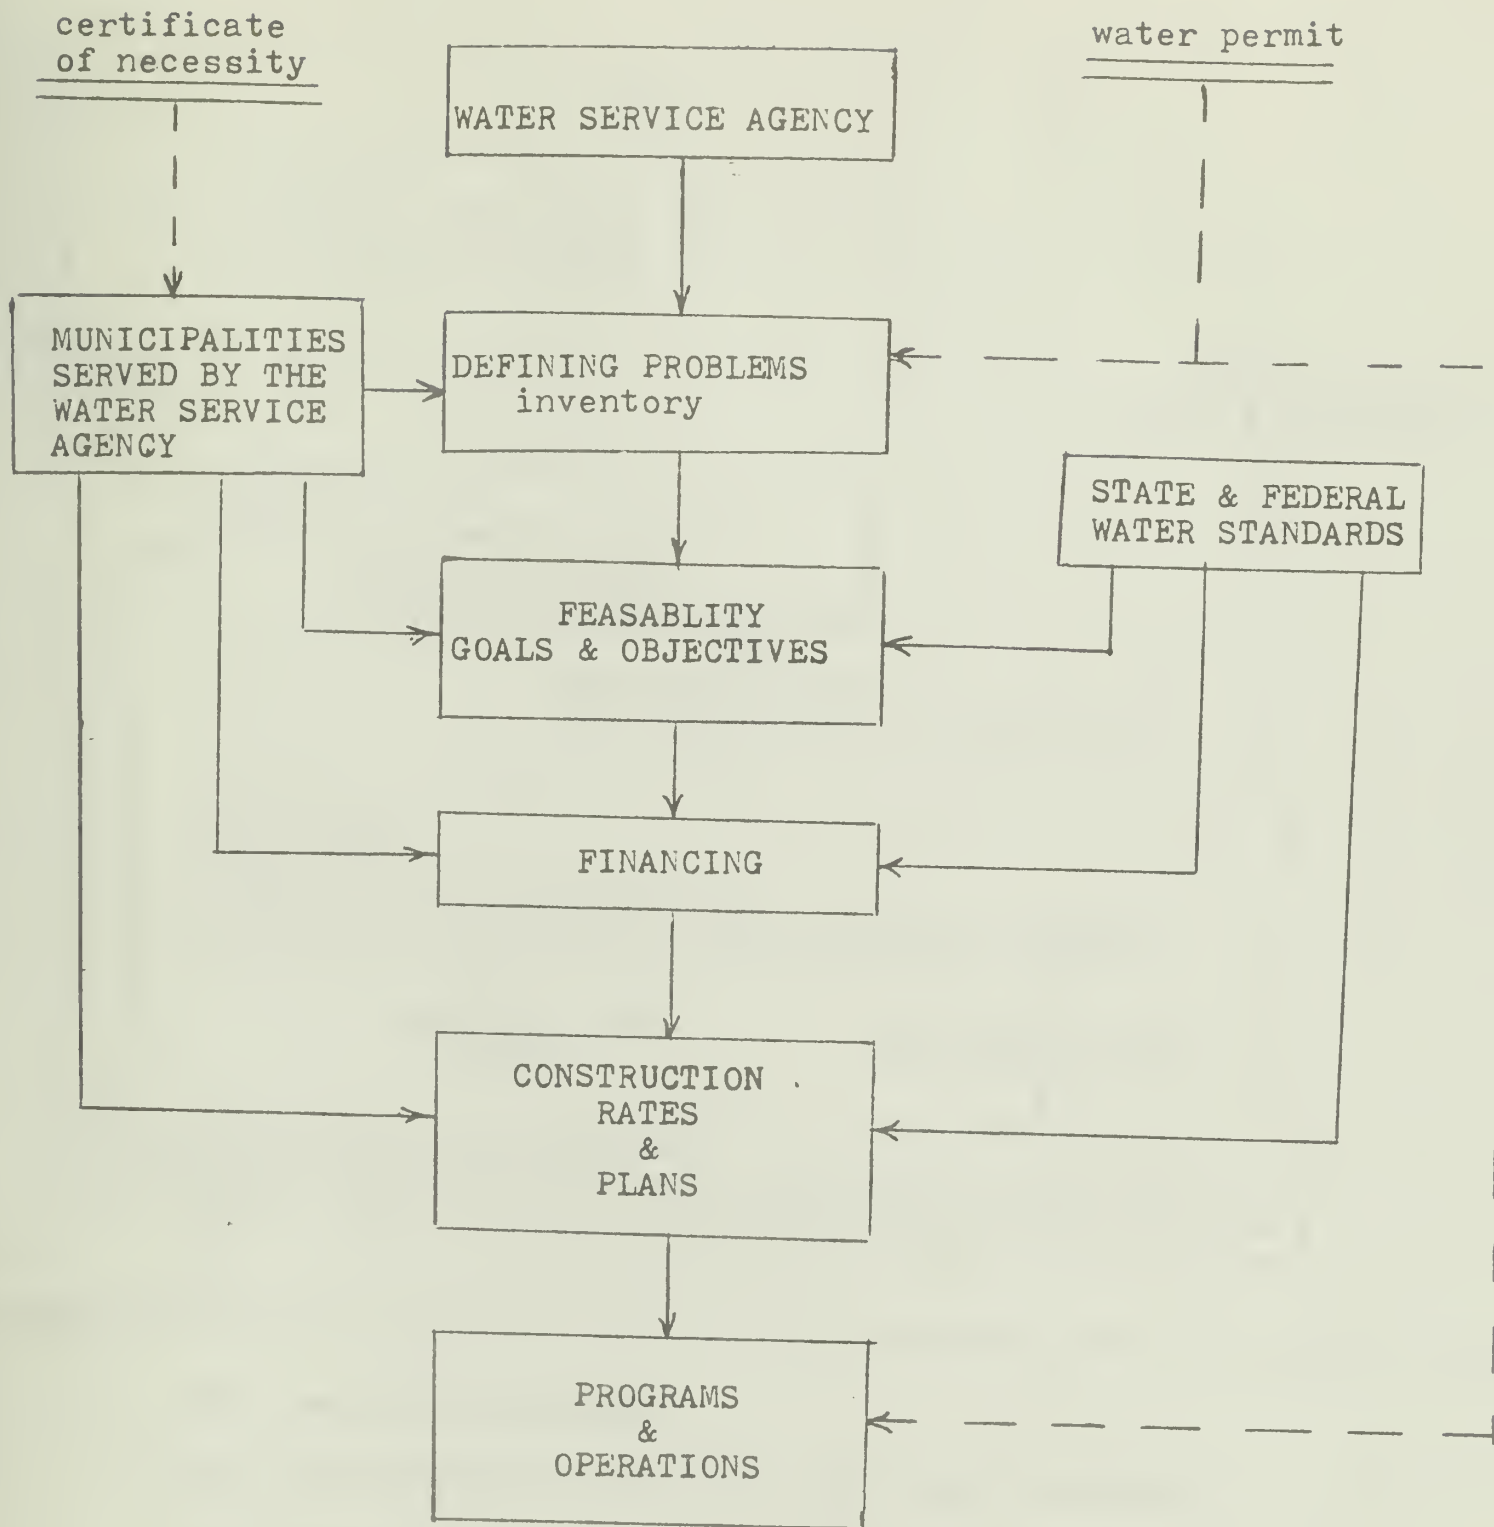 certificate
of necessity
water permit
WATER SERVICE AGENCY
MUNICIPALITIES
SERVED BY THE
WATER SERVICE
AGENCY
DEFINING PROBLEMS
inventory
STATE & FEDERAL
WATER STANDARDS
FEASABLITY
GOALS & OBJECTIVES
FINANCING
CONSTRUCTION
RATES
&
PLANS
PROGRAMS
&
OPERATIONS